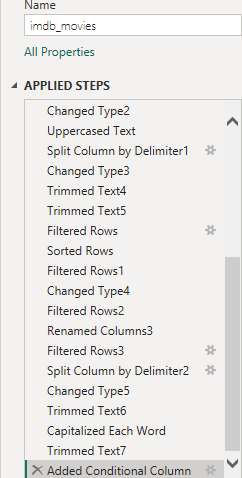 Name
imdb_movies
All Properties
APPLIED STEPS
Changed Type2
Uppercased Text
Split Column by Delimiter1
Changed Type3
Trimmed Text4
Trimmed Text5
Filtered Rows
Sorted Rows
Filtered Rows1
Changed Type4
Filtered Rows2
Renamed Columns3
Filtered Rows3
Split Column by Delimiter2
Changed Type5
Trimmed Text6
Capitalized Each Word
Trimmed Text7
Added Conditional Column